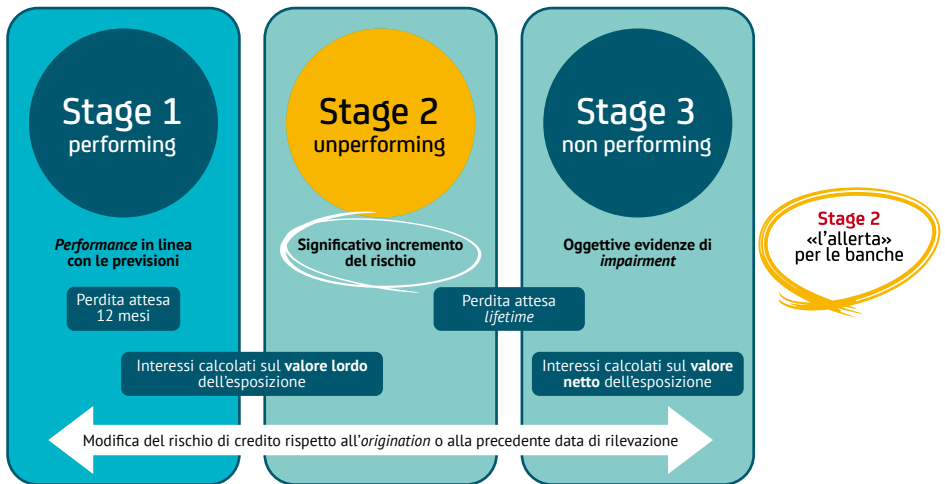 Stage 1
performing
Performance in linea
con le previsioni
Perdita attesa
12 mesi
Stage 2
unperforming
Significativo incremento
del rischio
Stage 3
non performing
Oggettive evidenze di
impairment
Perdita attesa
lifetime
Interessi calcolati sul valore lordo
dell'esposizione
Interessi calcolati sul valore
netto dell'esposizione
Modifica del rischio di credito rispetto all'origination o alla precedente data di rilevazione
Stage 2
«l'allerta»
per le banche